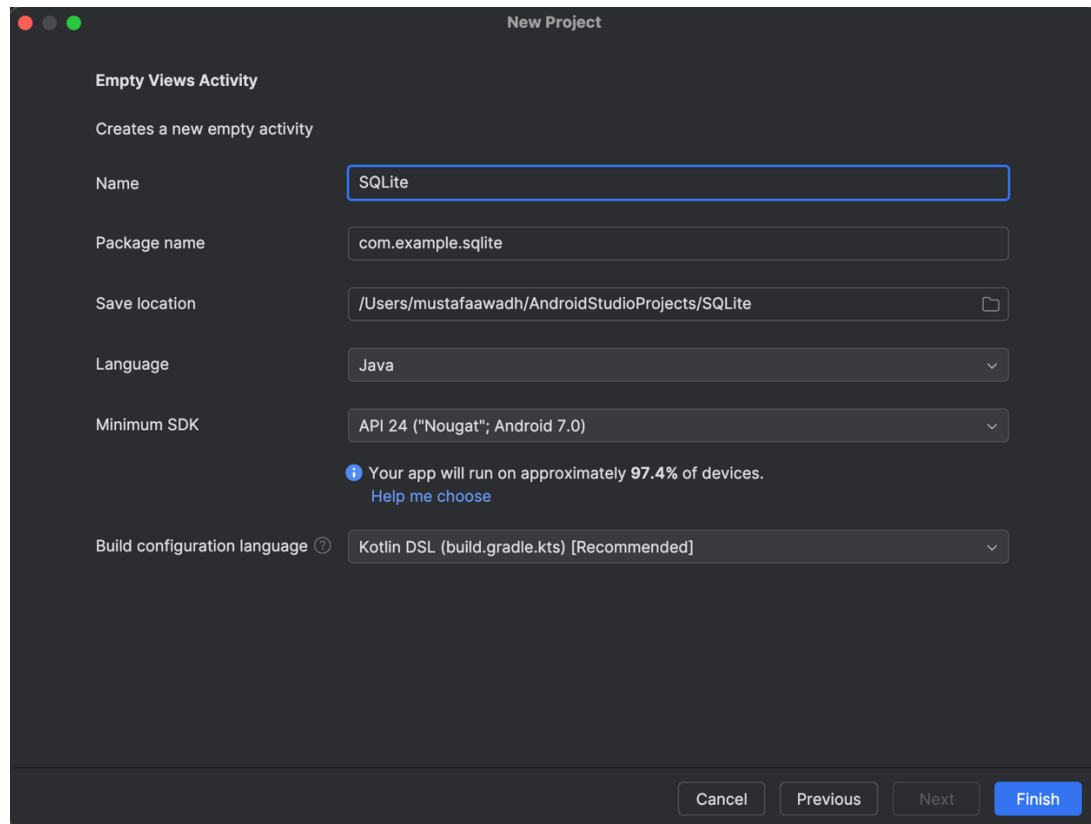 New Project
Empty Views Activity
Creates a new empty activity
Name
SQLite
Package name
com.example.sqlite
Save location
/Users/mustafaawadh/AndroidStudioProjects/SQLite
Language
Java
Minimum SDK
API 24 ("Nougat"; Android 7.0)
i Your app will run on approximately 97.4% of devices.
Help me choose
Build configuration language ?
Kotlin DSL (build.gradle.kts) [Recommended]
Cancel
Previous
Next
Finish